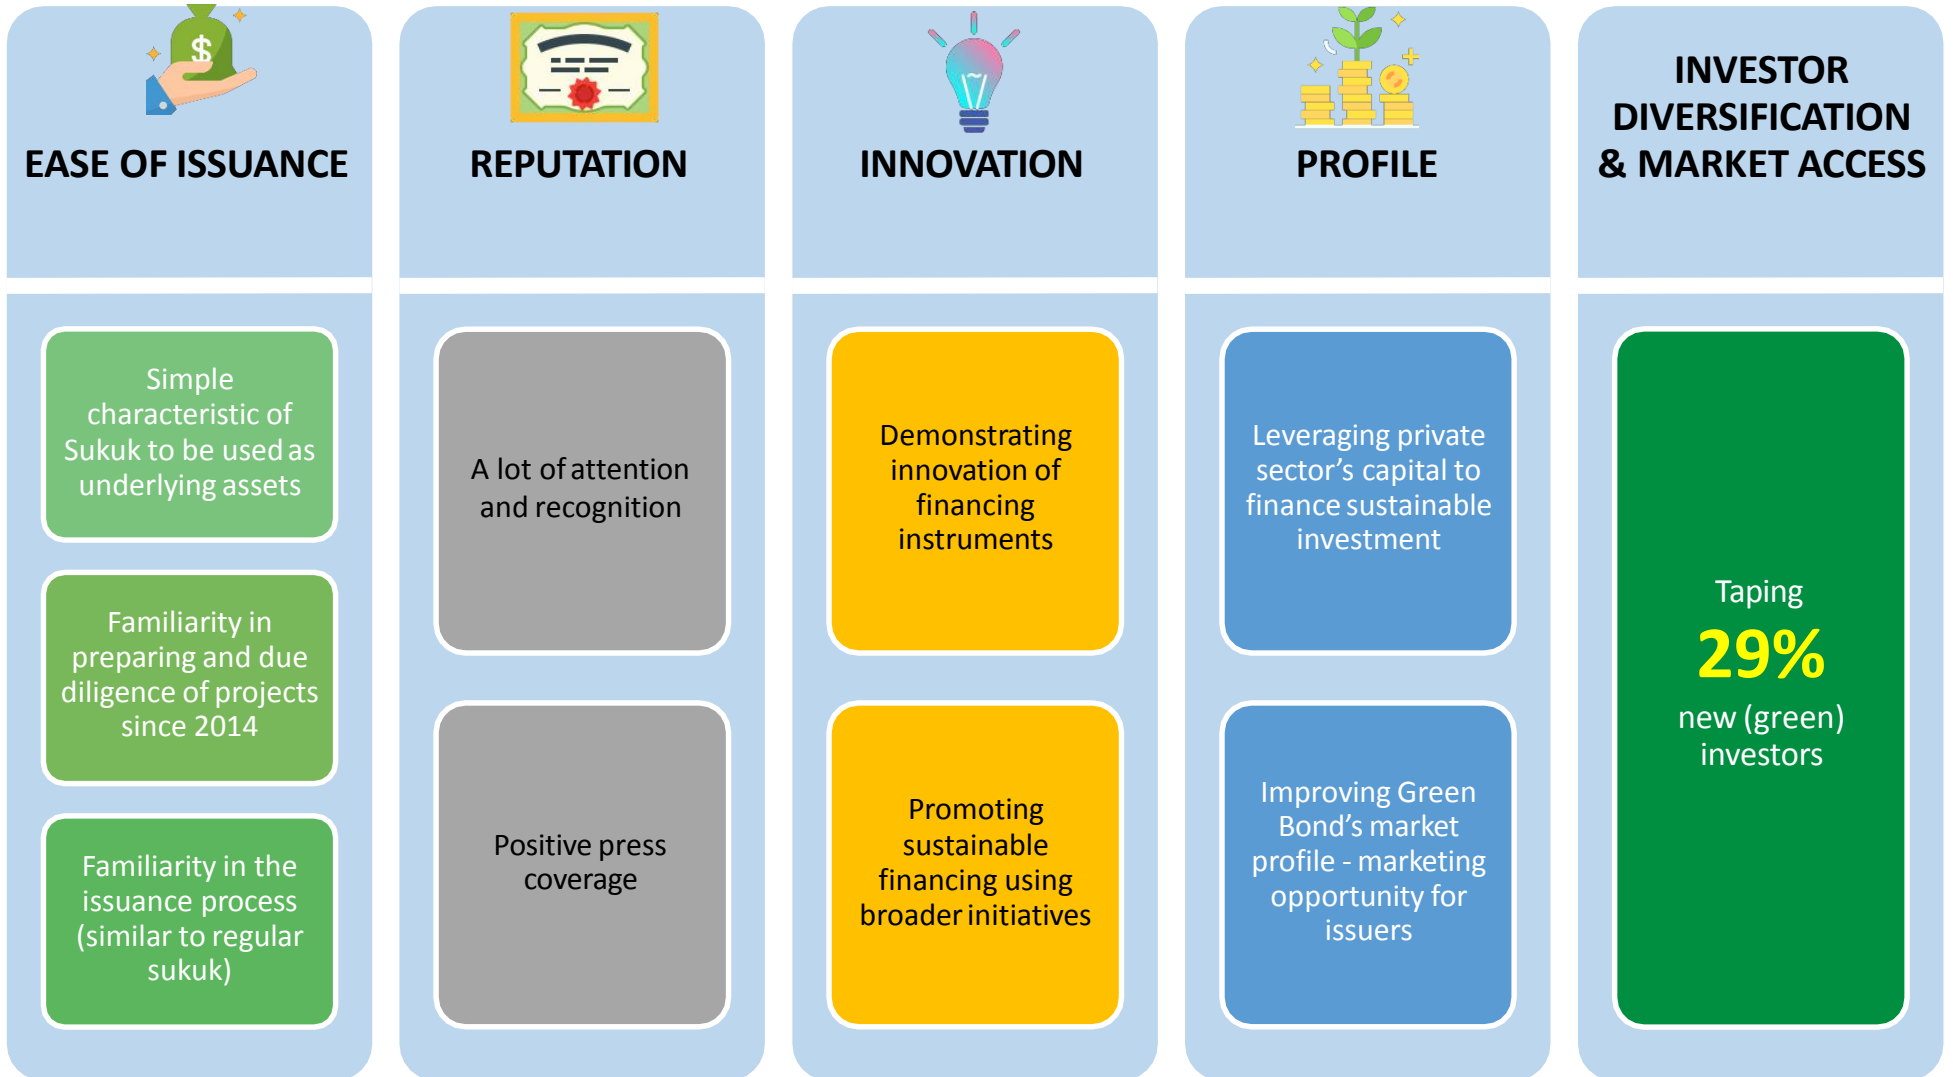 EASE OF ISSUANCE
Simple
characteristic of
Sukuk to be used as
underlying assets
Familiarity in
preparing and due
diligence of projects
since 2014
Familiarity in the
issuance process
(similar to regular
sukuk)
REPUTATION
A lot of attention
and recognition
Positive press
coverage
INNOVATION
Demonstrating
innovation of
financing
instruments
Promoting
sustainable
financing using
broader initiatives
PROFILE
Leveraging private
sector’s capital to
finance sustainable
investment
Improving Green
Bond’s market
profile - marketing
opportunity for
issuers
INVESTOR
DIVERSIFICATION
& MARKET ACCESS
Taping
29%
new (green)
investors